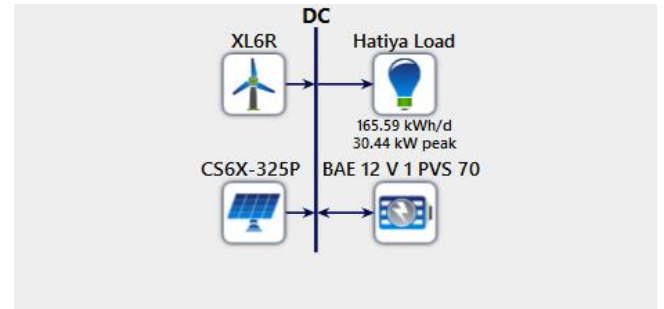 DC
XL6R
Hatiya Load
165.59 kWh/d
30.44 kW peak
CS6X-325P
BAE 12 V 1 PVS 70